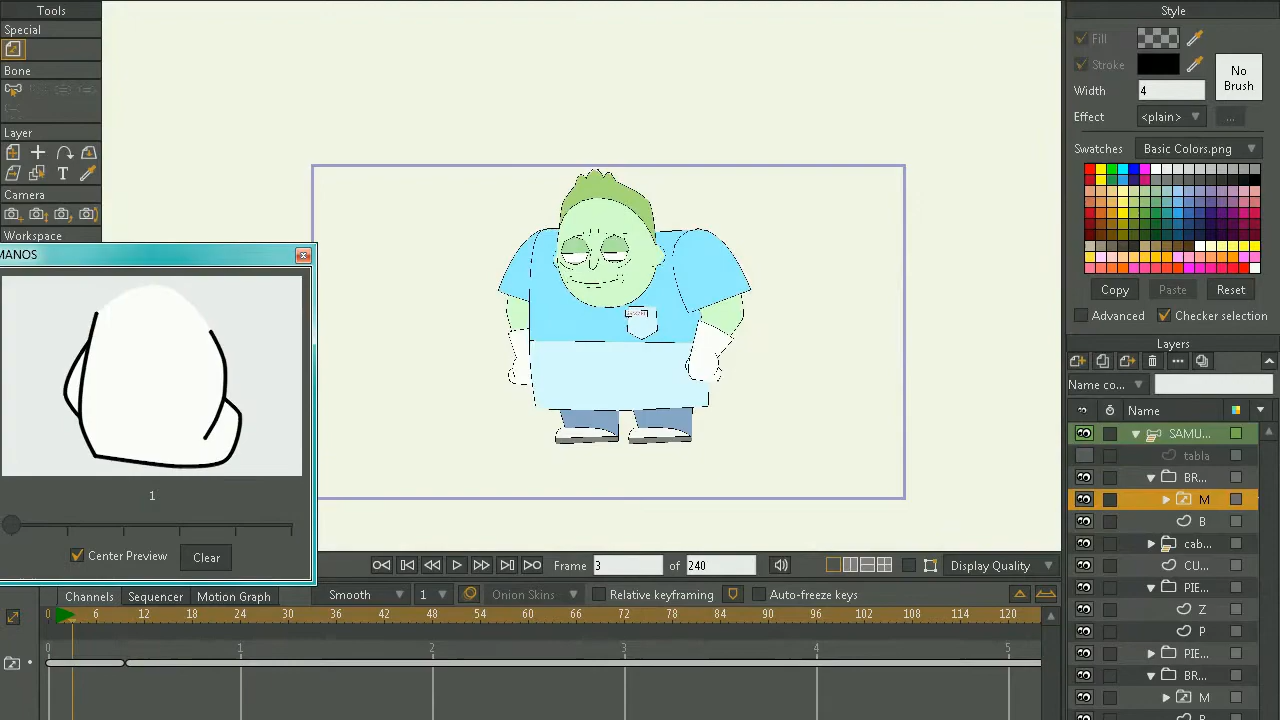 Tools
Special
Bone
Layer
T
Camera
Workspace
MANOS
1
Center Preview
Clear
Frame
3
of
240
Display Quality
Channels
Sequencer
Motion Graph
Smooth
1
Onion Skins
Relative keyframing
Auto-freeze keys
0 6 12 18 24 30 36 42 48 54 60 66 72 78 84 90 96 102 108 114 120
0 1 2 3 4 5
Style
Fill
Stroke
No
Brush
Width
4
Effect
<plain>
...
Swatches
Basic Colors.png
Copy
Paste
Reset
Advanced
Checker selection
Layers
Name co...
Name
SAMU...
tabla
BR...
M
B
cab...
CU...
PIE...
Z
P
PIE...
BR...
M